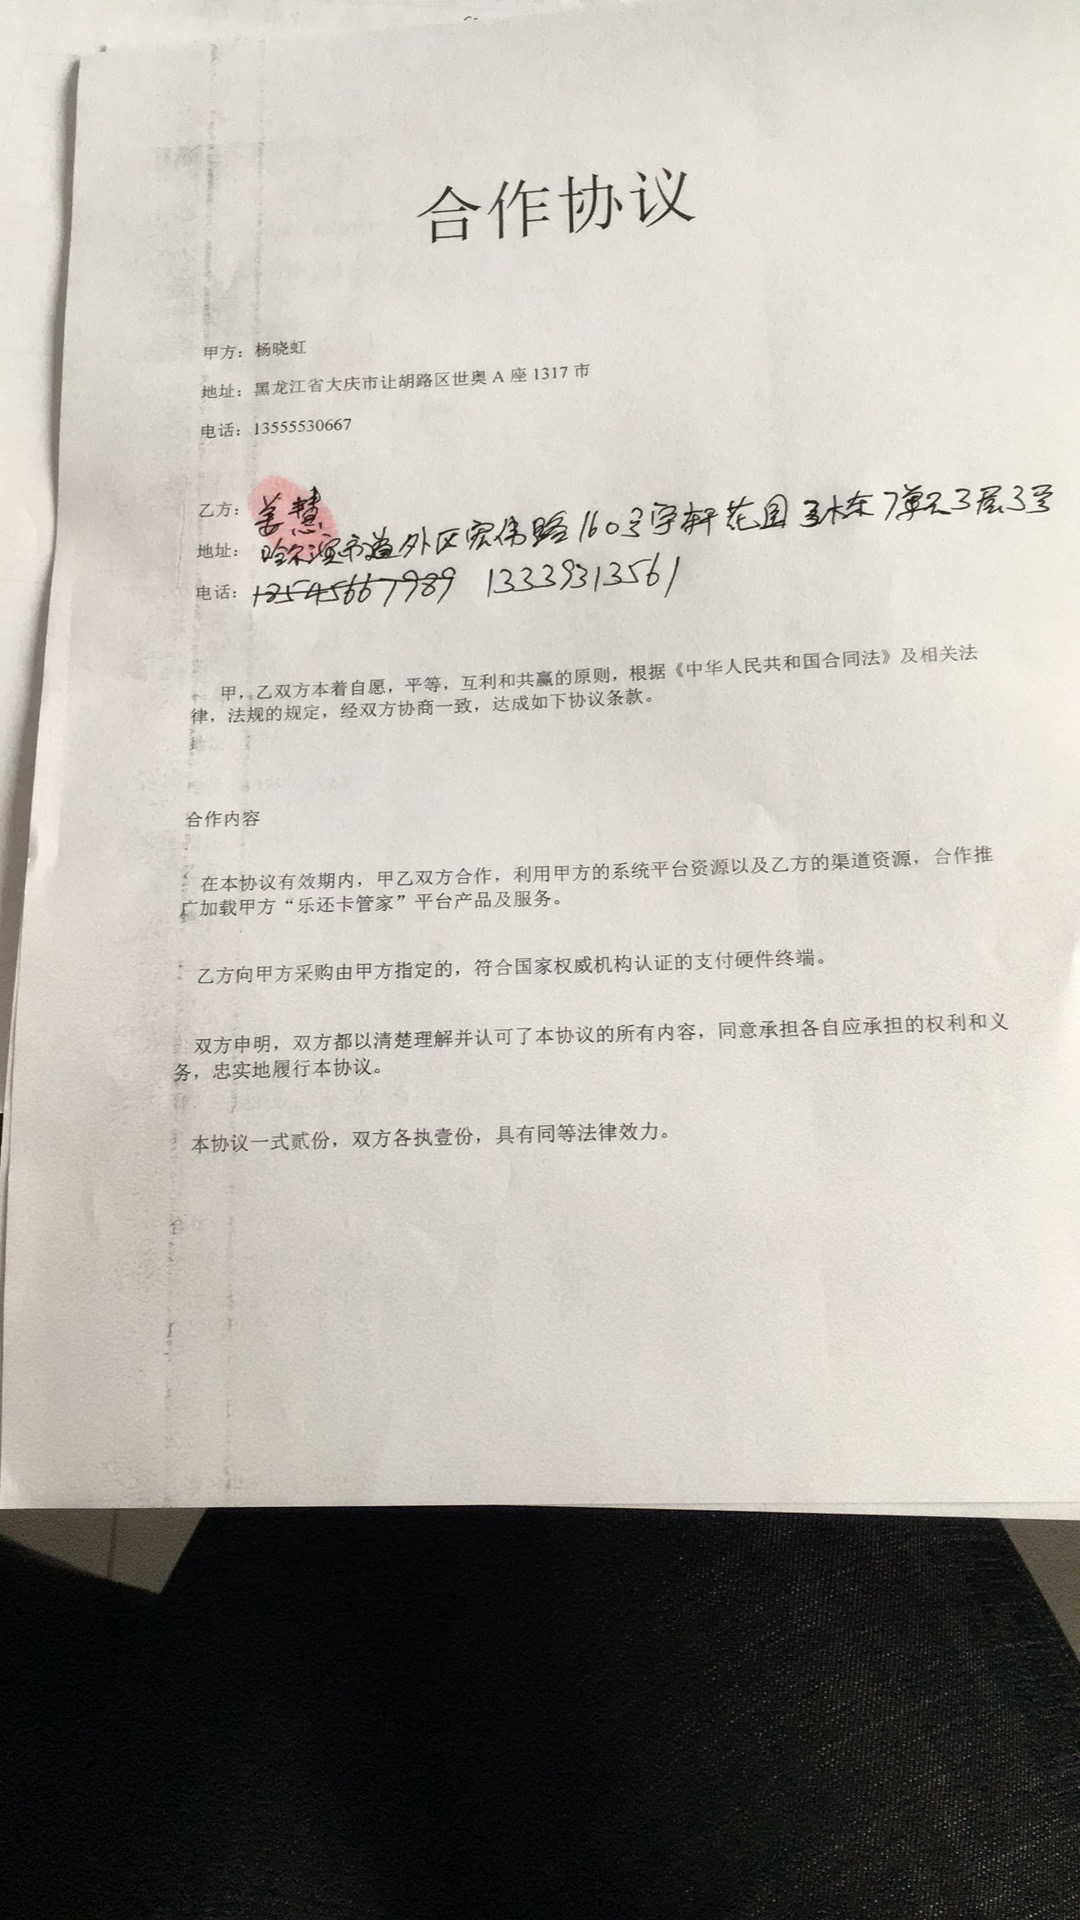 合作协议
甲方：杨晓虹
地址：黑龙江省大庆市让胡路区世奥 A 座 1317 市
电话：13555530667
乙方：姜慧
地址：哈尔滨市道外区宏伟路160号宇轩花园 栋7单元3层3号
电话：13339313561
甲，乙双方本着自愿，平等，互利和共赢的原则，根据《中华人民共和国合同法》及相关法
律，法规的规定，经双方协商一致，达成如下协议条款。
合作内容
在本协议有效期内，甲乙双方合作，利用甲方的系统平台资源以及乙方的渠道资源，合作推
广加载甲方“乐还卡管家”平台产品及服务。
乙方向甲方采购由甲方指定的，符合国家权威机构认证的支付硬件终端。
双方申明，双方都以清楚理解并认可了本协议的所有内容，同意承担各自应承担的权利和义
务，忠实地履行本协议。
本协议一式贰份，双方各执壹份，具有同等法律效力。